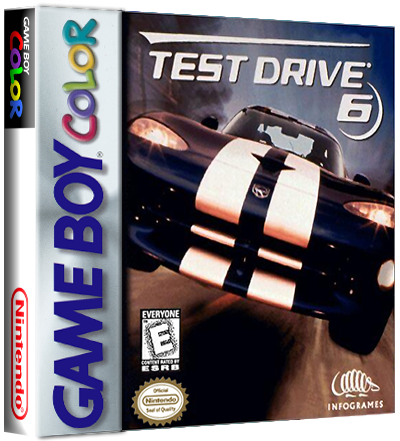 GAME BOY
COLOR
Nintendo
GAME BOY COLOR
TEST DRIVE
6
EVERYONE
E
CONTENT RATED BY
ESRB
Official
Nintendo
Seal of Quality
INFOGRAMES